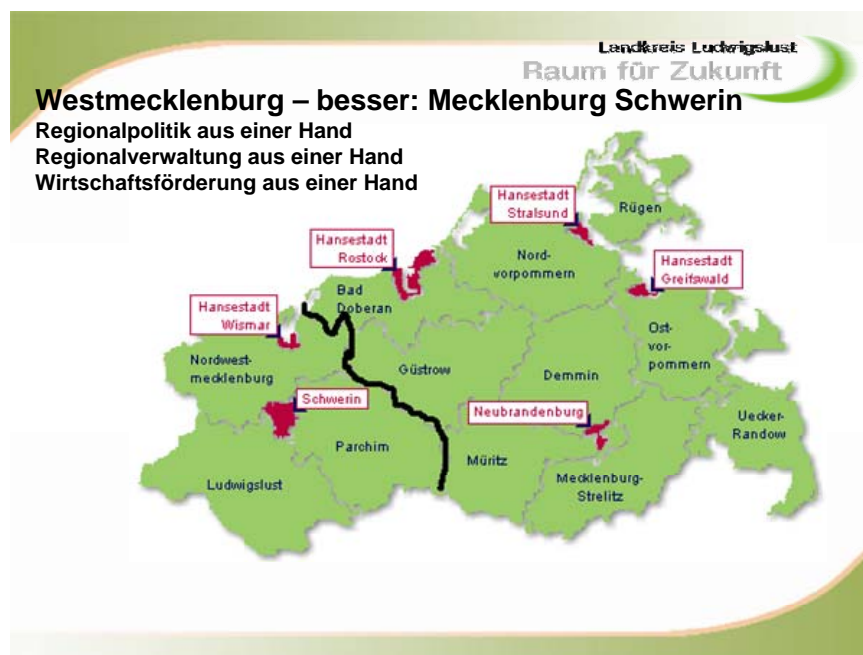 Landkreis Ludwigslust
Raum für Zukunft
Westmecklenburg – besser: Mecklenburg Schwerin
Regionalpolitik aus einer Hand
Regionalverwaltung aus einer Hand
Wirtschaftsförderung aus einer Hand
Hansestadt
Stralsund
Rügen
Hansestadt
Rostock
Nord-
vorpommern
Hansestadt
Greifswald
Bad
Doberan
Hansestadt
Wismar
Ost-
vor-
pommern
Nordwest-
mecklenburg
Güstrow
Demmin
Schwerin
Neubrandenburg
Uecker-
Randow
Parchim
Müritz
Ludwigslust
Mecklenburg-
Strelitz